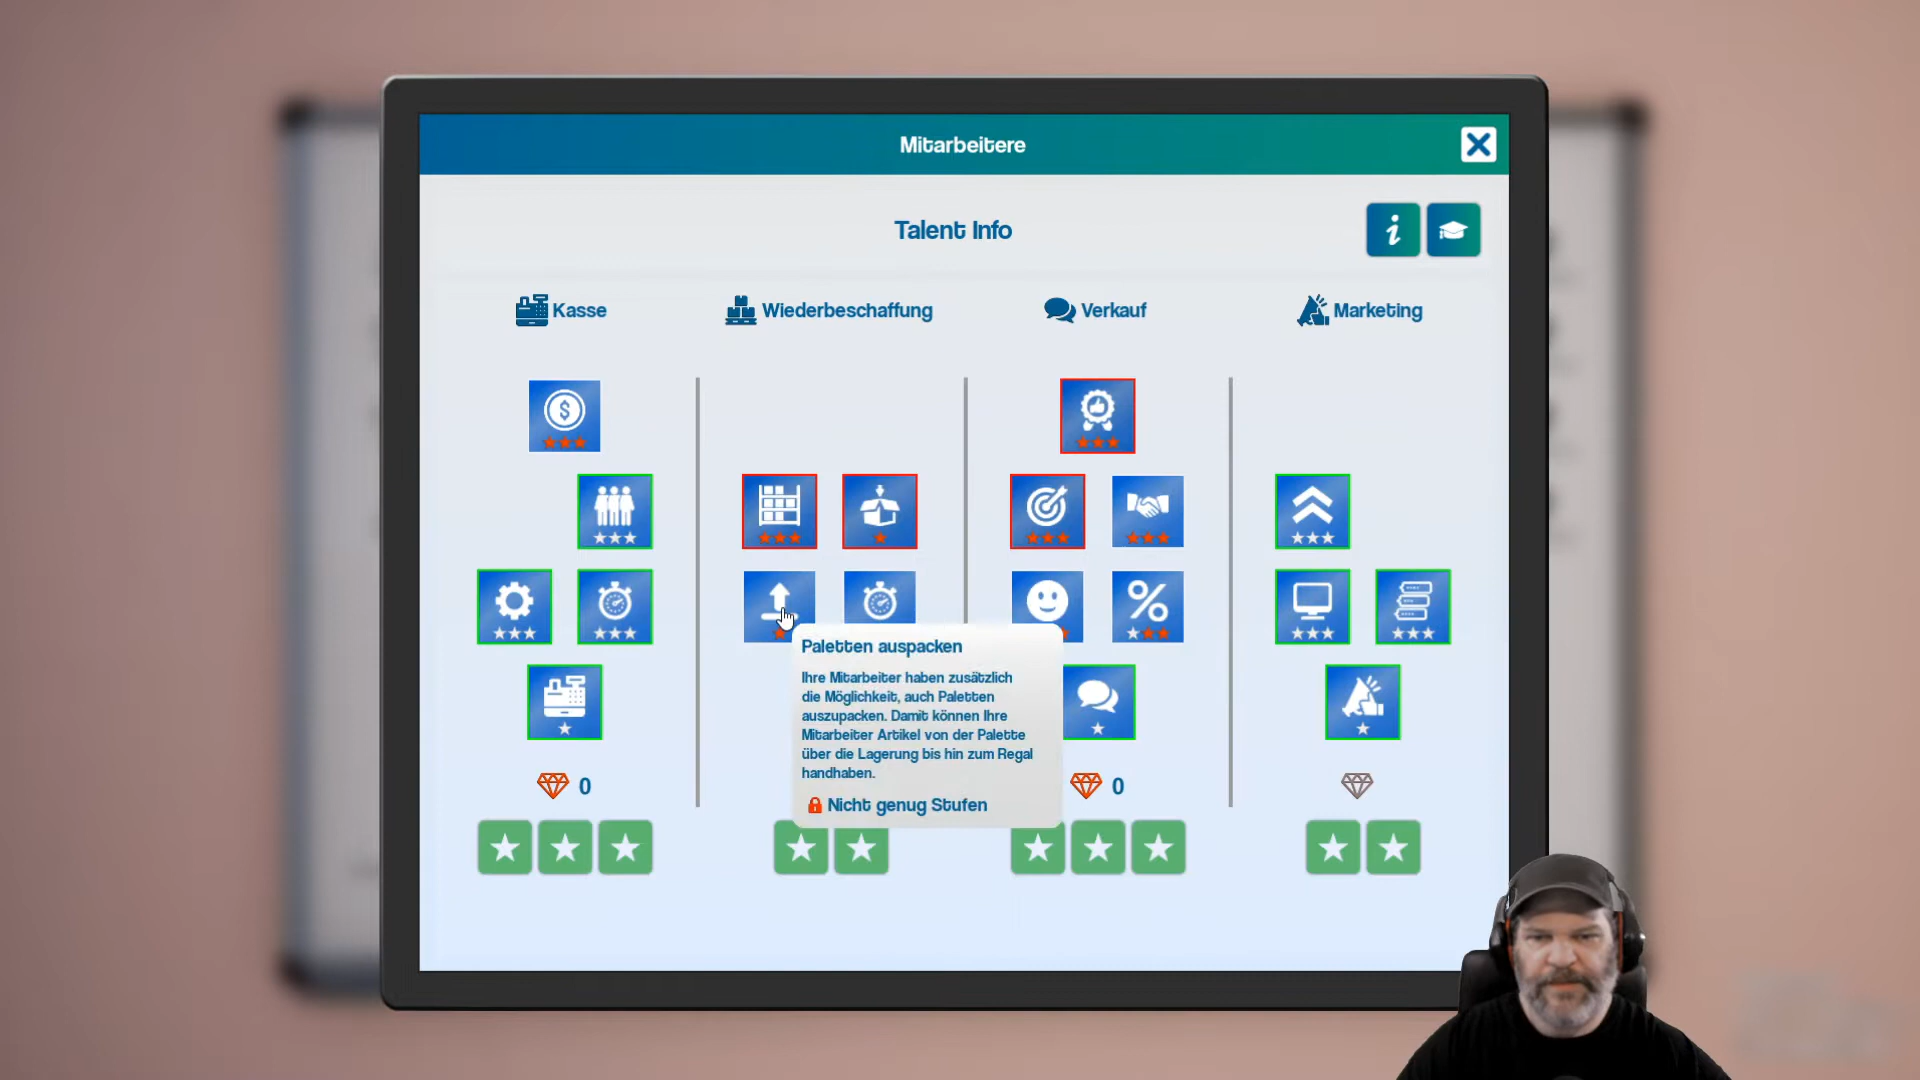 Mitarbeitere
Talent Info
Kasse
Wiederbeschaffung
Verkauf
Marketing
Paletten auspacken
Ihre Mitarbeiter haben zusätzlich
die Möglichkeit, auch Paletten
auszupacken. Damit können Ihre
Mitarbeiter Artikel von der Palette
über die Lagerung bis hin zum Regal
handhaben.
Nicht genug Stufen
0
0